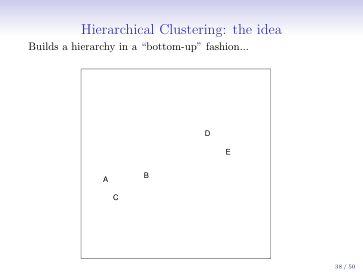 Hierarchical Clustering: the idea
Builds a hierarchy in a “bottom-up” fashion...
D
E
B
A
C
38 / 50